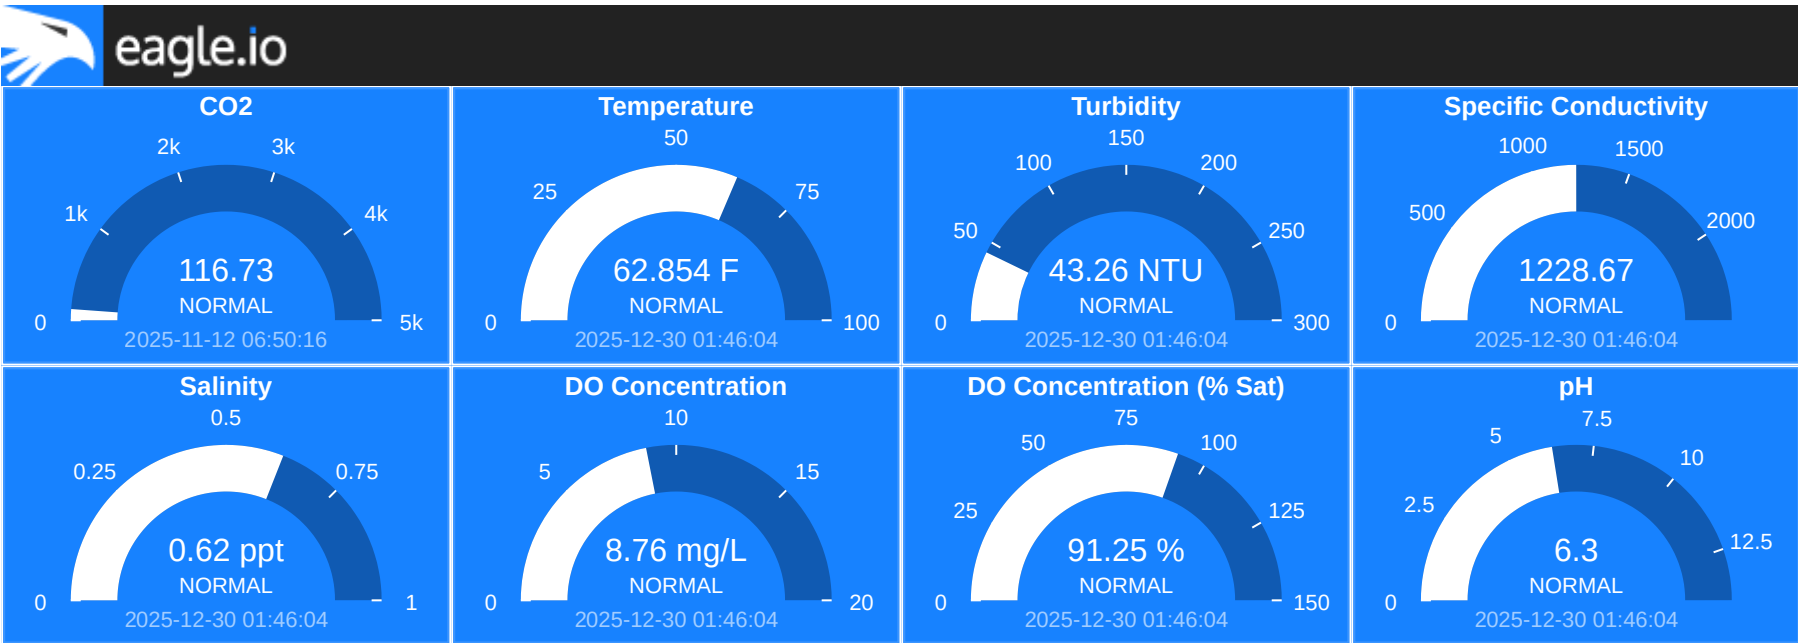 eagle.io
CO2
2k
3k
1k
4k
0
5k
116.73
NORMAL
2025-11-12 06:50:16
Temperature
50
25
75
0
100
62.854 F
NORMAL
2025-12-30 01:46:04
Turbidity
150
100
200
50
250
0
300
43.26 NTU
NORMAL
2025-12-30 01:46:04
Specific Conductivity
1000
1500
500
2000
0
1228.67
NORMAL
2025-12-30 01:46:04
Salinity
0.5
0.25
0.75
0
1
0.62 ppt
NORMAL
2025-12-30 01:46:04
DO Concentration
10
5
15
0
20
8.76 mg/L
NORMAL
2025-12-30 01:46:04
DO Concentration (% Sat)
75
50
100
25
125
0
150
91.25 %
NORMAL
2025-12-30 01:46:04
pH
7.5
5
10
2.5
12.5
0
6.3
NORMAL
2025-12-30 01:46:04